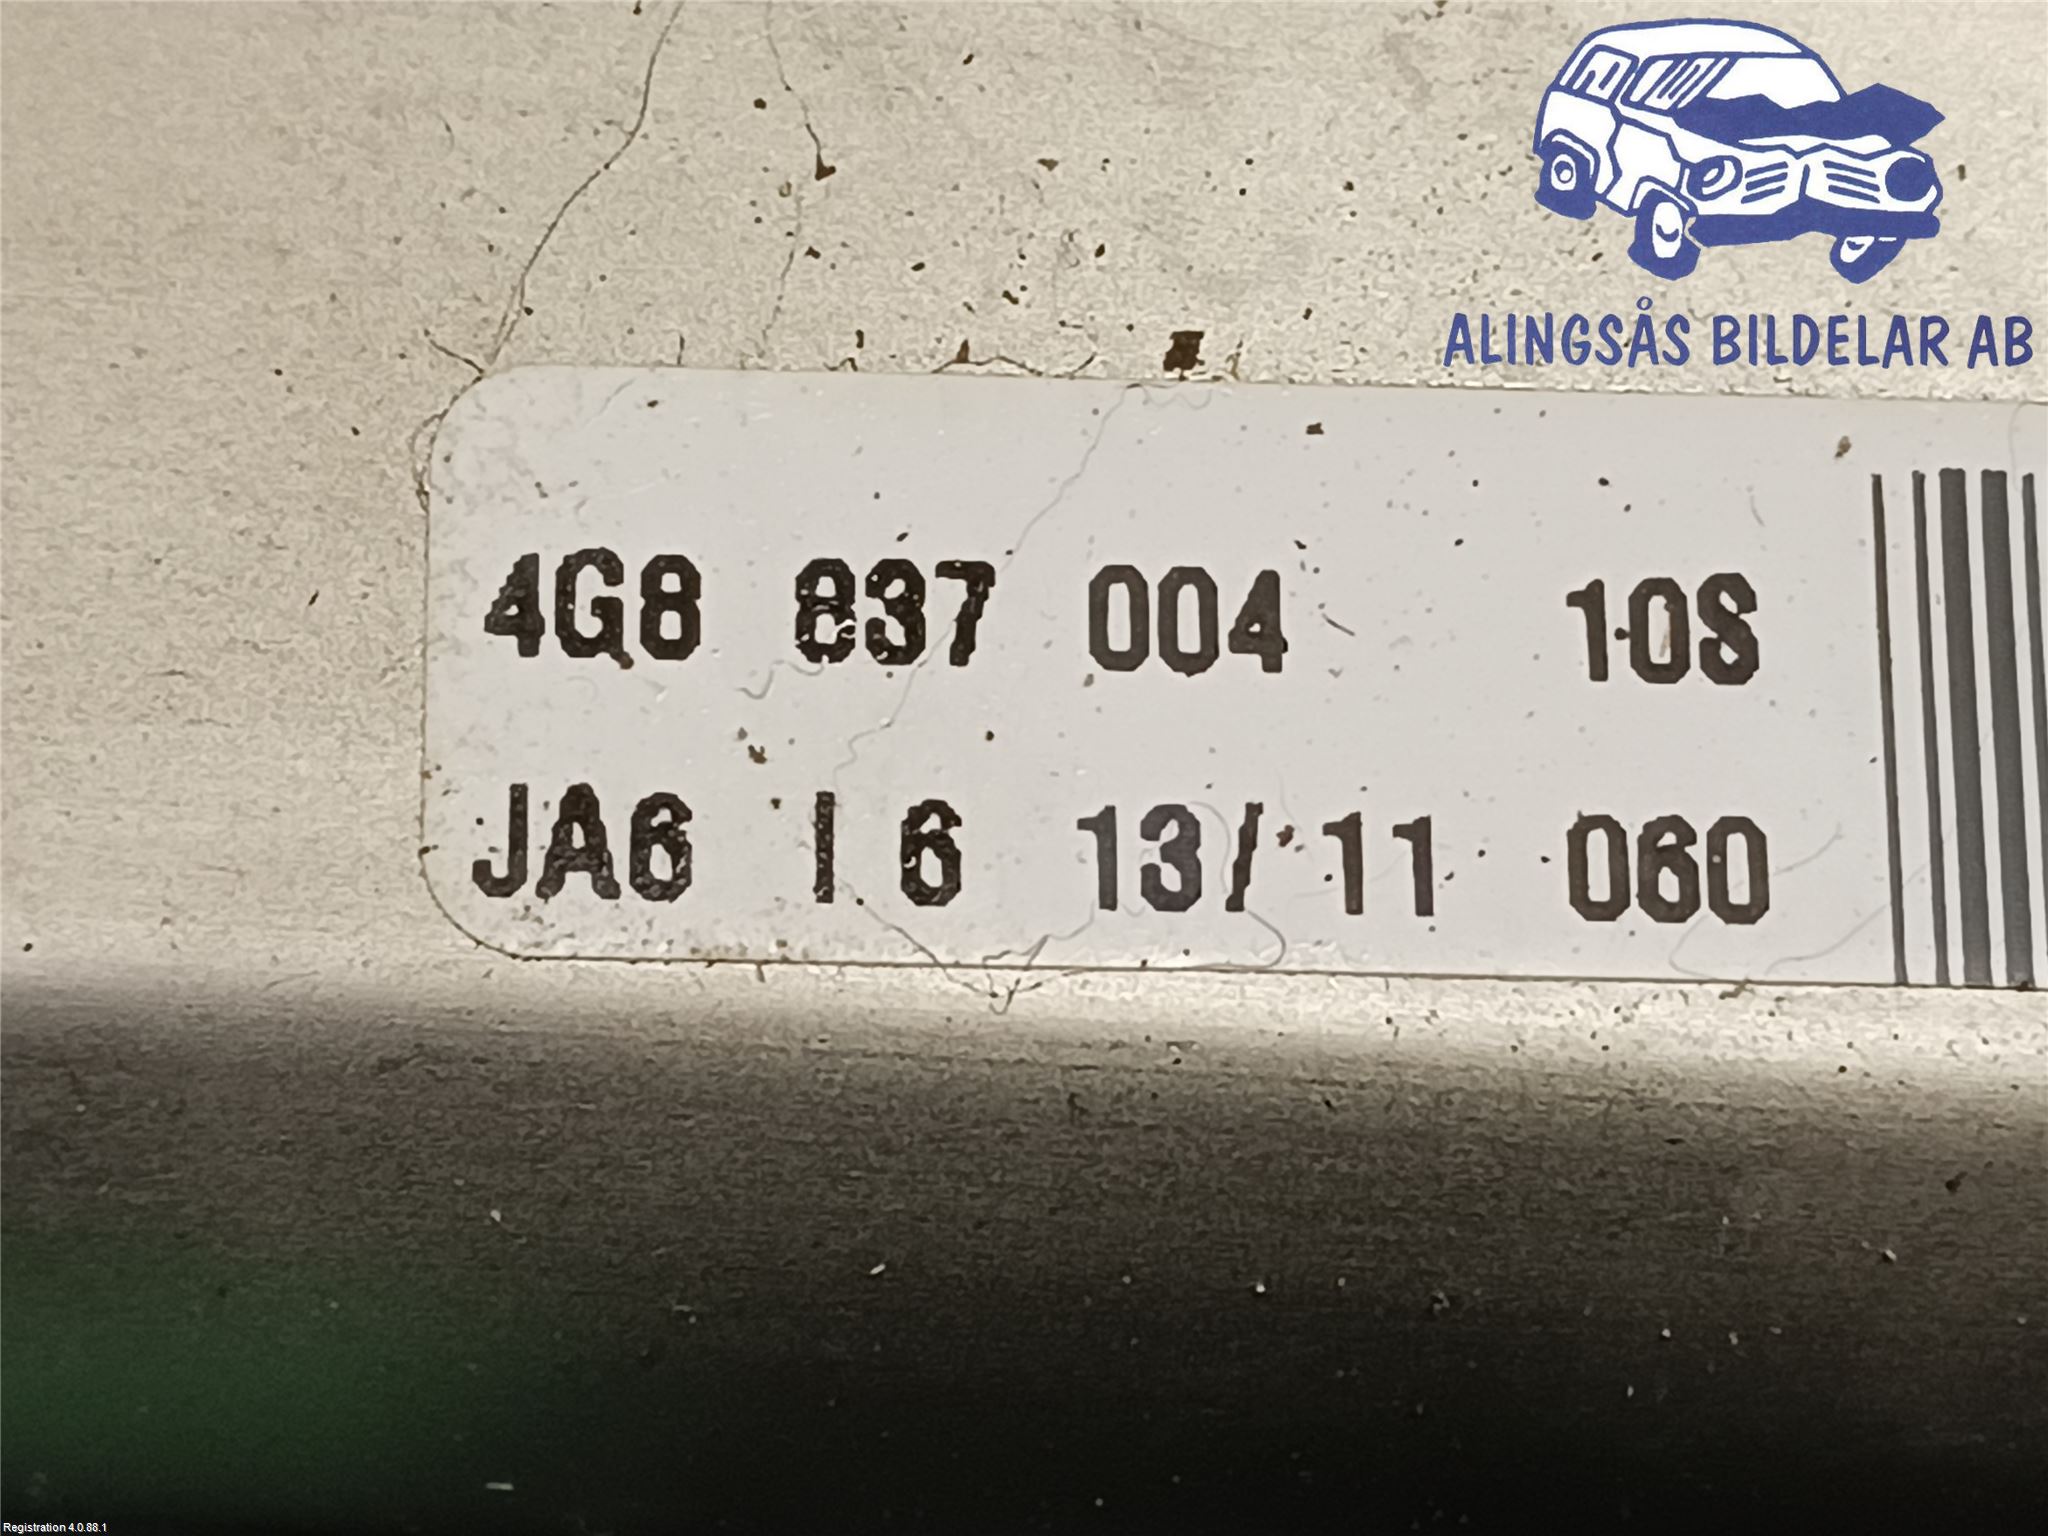 ALINGSÅS BILDELAR AB
4G8 837 004 10S
JA6 I 6 13/11 060
Registration 4.0.88.1